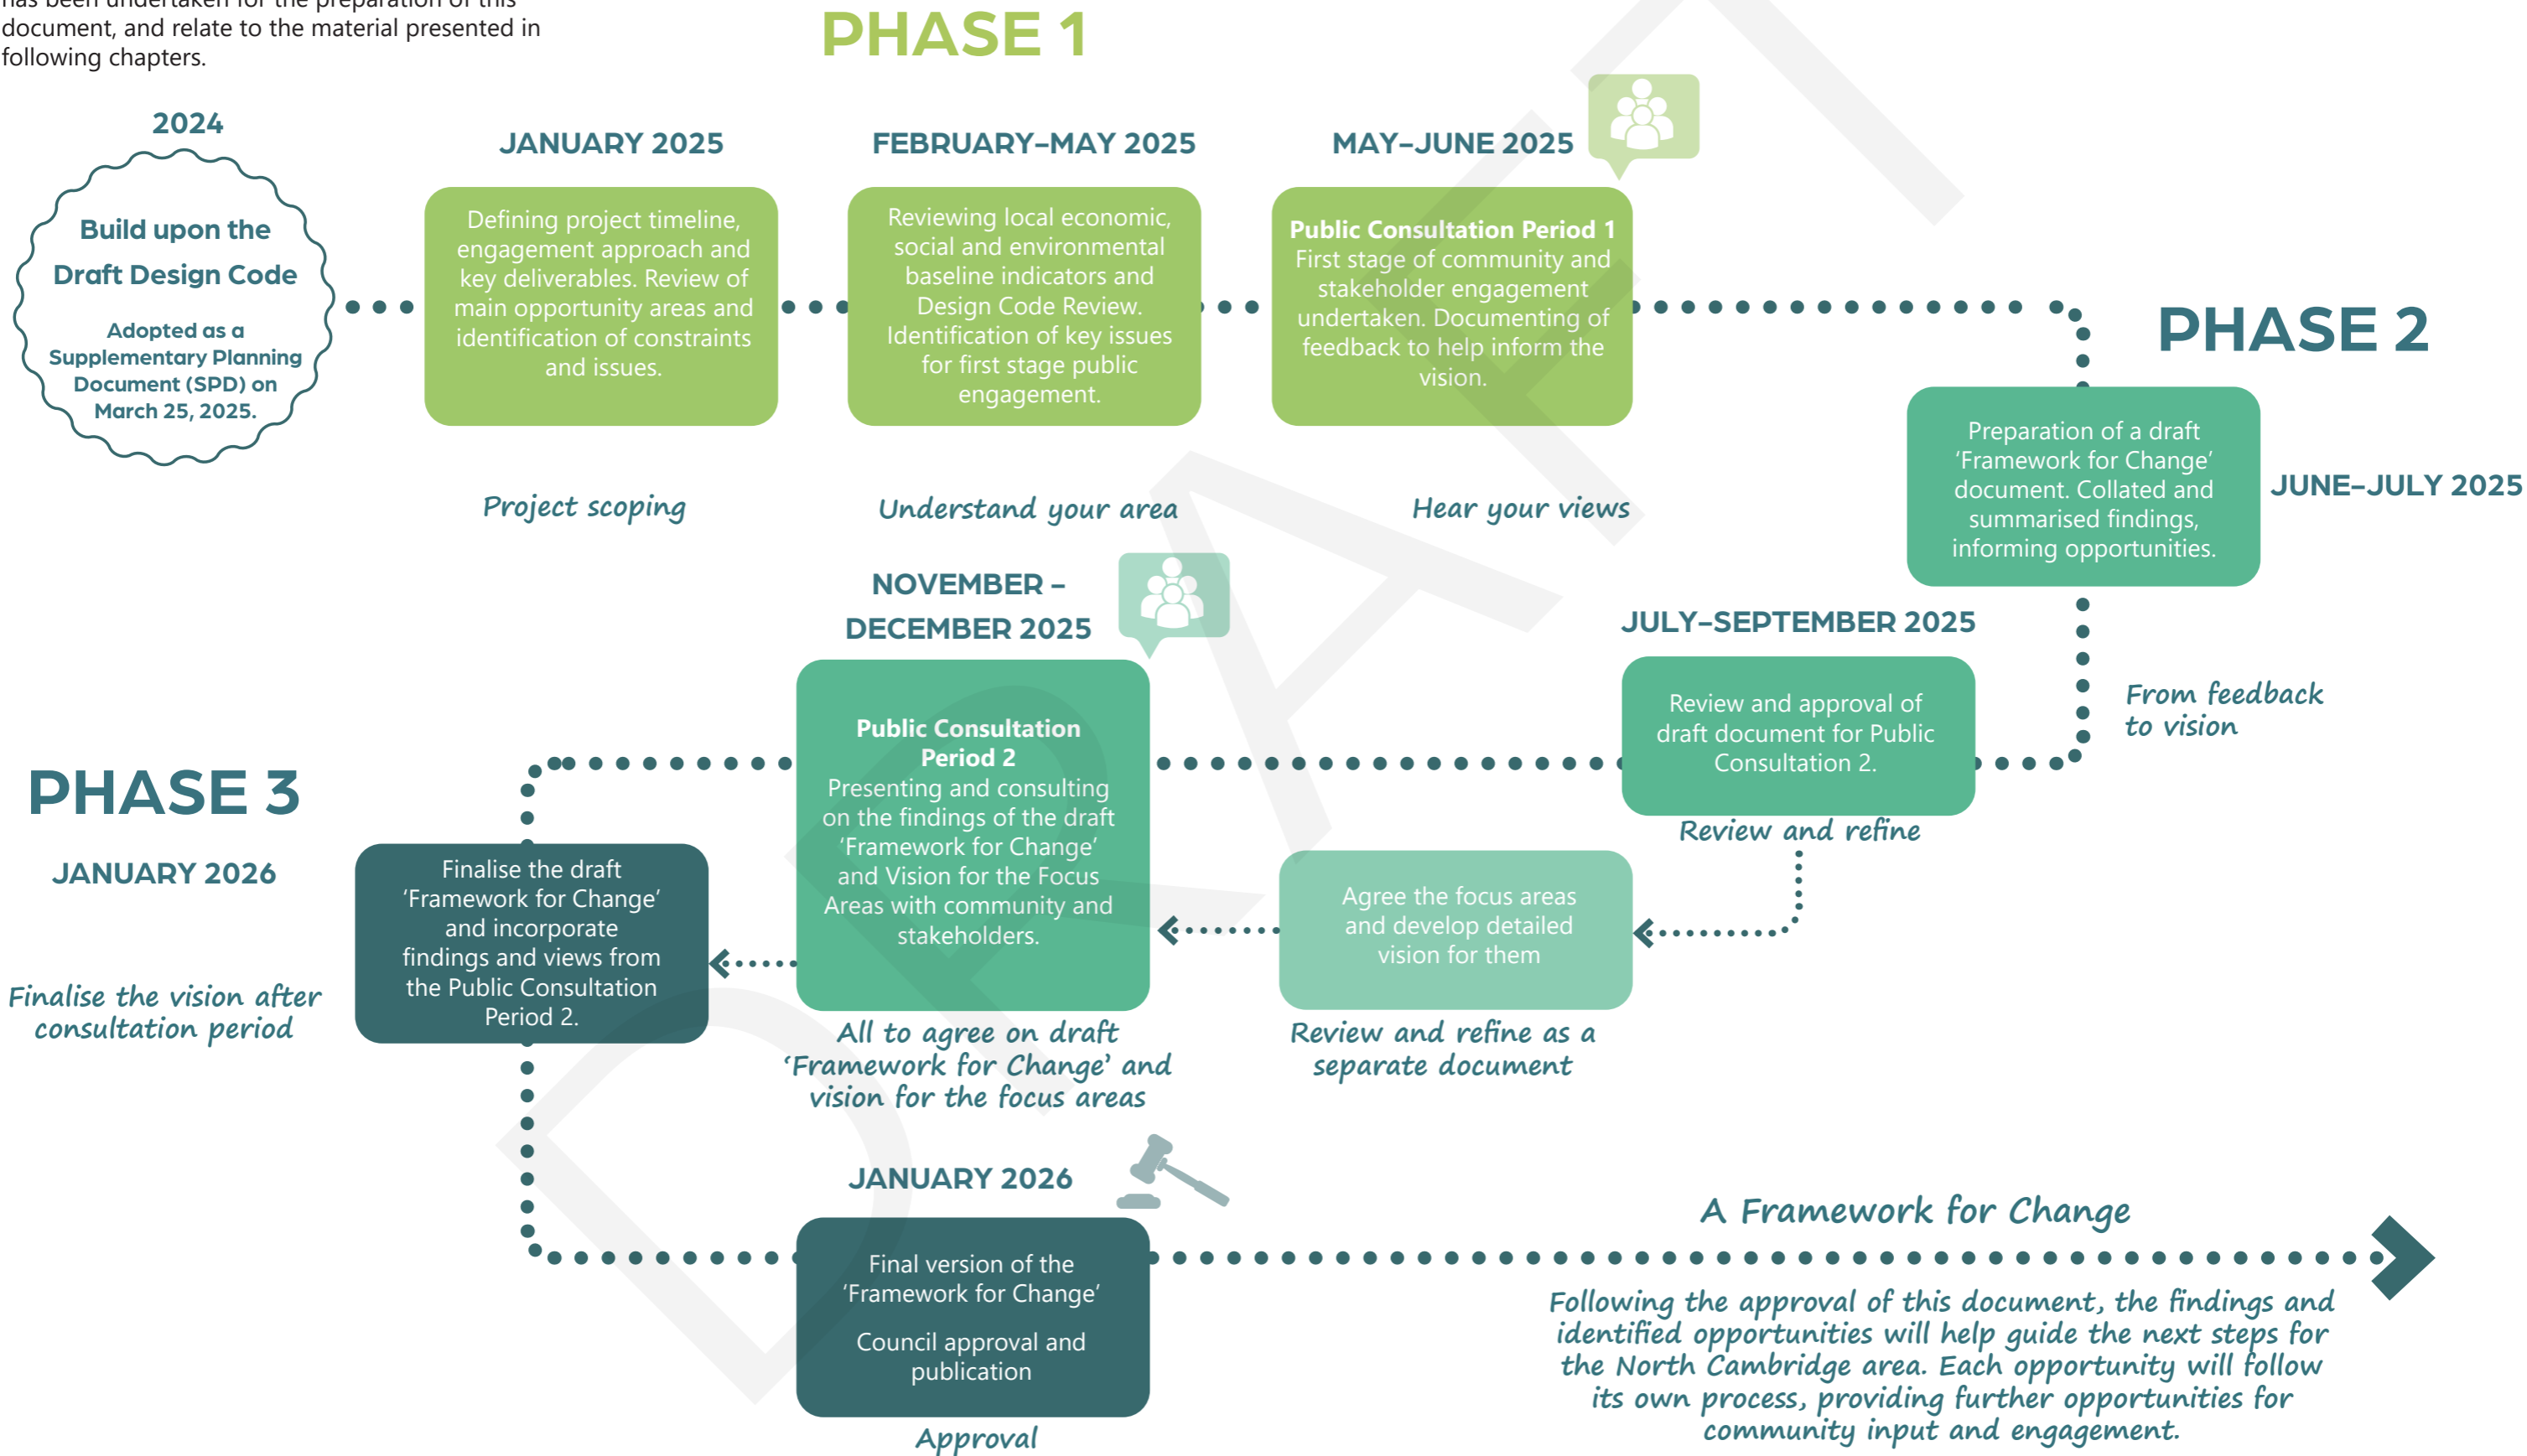 has been undertaken for the preparation of this
document, and relate to the material presented in
following chapters.
PHASE 1
2024
Build upon the
Draft Design Code
Adopted as a
Supplementary Planning
Document (SPD) on
March 25, 2025.
JANUARY 2025
Defining project timeline,
engagement approach and
key deliverables. Review of
main opportunity areas and
identification of constraints
and issues.
Project scoping
FEBRUARY–MAY 2025
Reviewing local economic,
social and environmental
baseline indicators and
Design Code Review.
Identification of key issues
for first stage public
engagement.
Understand your area
MAY–JUNE 2025
Public Consultation Period 1
First stage of community and
stakeholder engagement
undertaken. Documenting of
feedback to help inform the
vision.
Hear your views
PHASE 2
JUNE–JULY 2025
Preparation of a draft
‘Framework for Change’
document. Collated and
summarised findings,
informing opportunities.
From feedback
to vision
JULY–SEPTEMBER 2025
Review and approval of
draft document for Public
Consultation 2.
Review and refine
Agree the focus areas
and develop detailed
vision for them
Review and refine as a
separate document
NOVEMBER –
DECEMBER 2025
Public Consultation
Period 2
Presenting and consulting
on the findings of the draft
‘Framework for Change’
and Vision for the Focus
Areas with community and
stakeholders.
All to agree on draft
‘Framework for Change’ and
vision for the focus areas
PHASE 3
JANUARY 2026
Finalise the draft
‘Framework for Change’
and incorporate
findings and views from
the Public Consultation
Period 2.
Finalise the vision after
consultation period
JANUARY 2026
Final version of the
‘Framework for Change’
Council approval and
publication
Approval
A Framework for Change
Following the approval of this document, the findings and
identified opportunities will help guide the next steps for
the North Cambridge area. Each opportunity will follow
its own process, providing further opportunities for
community input and engagement.
DRAFT